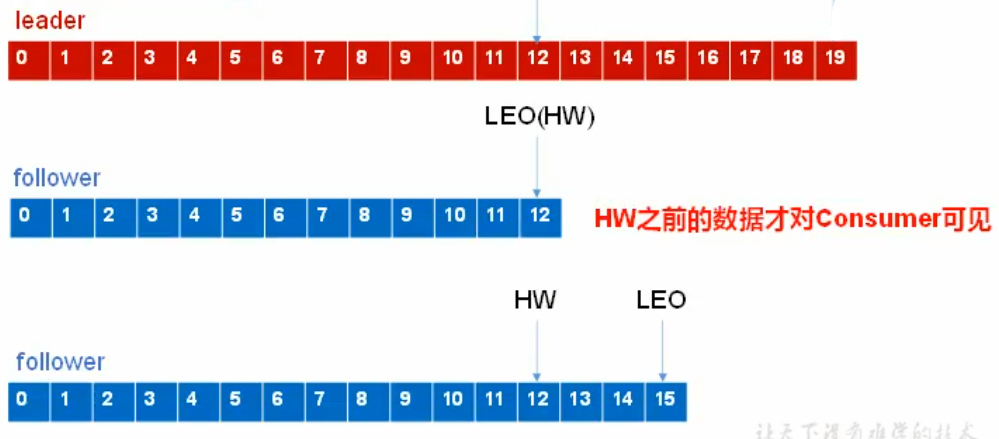 leader
0 1 2 3 4 5 6 7 8 9 10 11 12 13 14 15 16 17 18 19
LEO(HW)
follower
0 1 2 3 4 5 6 7 8 9 10 11 12
HW之前的数据才对Consumer可见
HW LEO
follower
0 1 2 3 4 5 6 7 8 9 10 11 12 13 14 15
让天下没有难学的技术